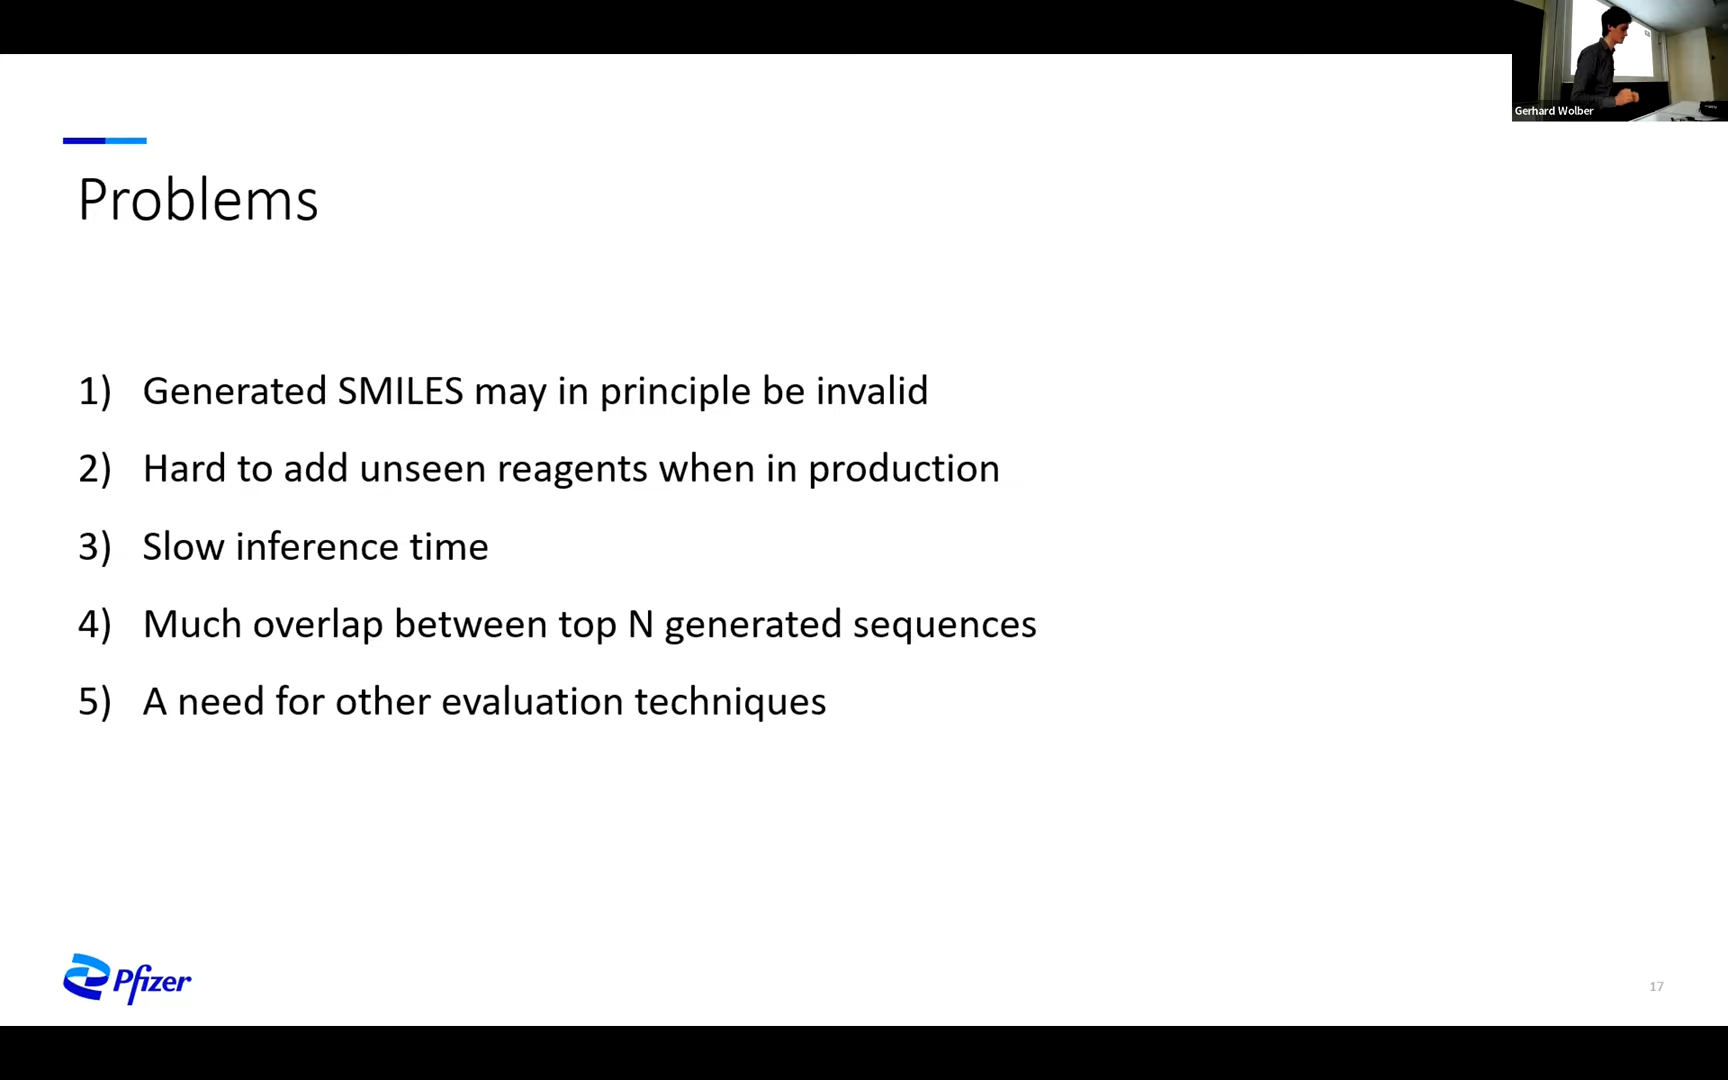 Gerhard Wolber
Problems
1) Generated SMILES may in principle be invalid
2) Hard to add unseen reagents when in production
3) Slow inference time
4) Much overlap between top N generated sequences
5) A need for other evaluation techniques
Pfizer
17